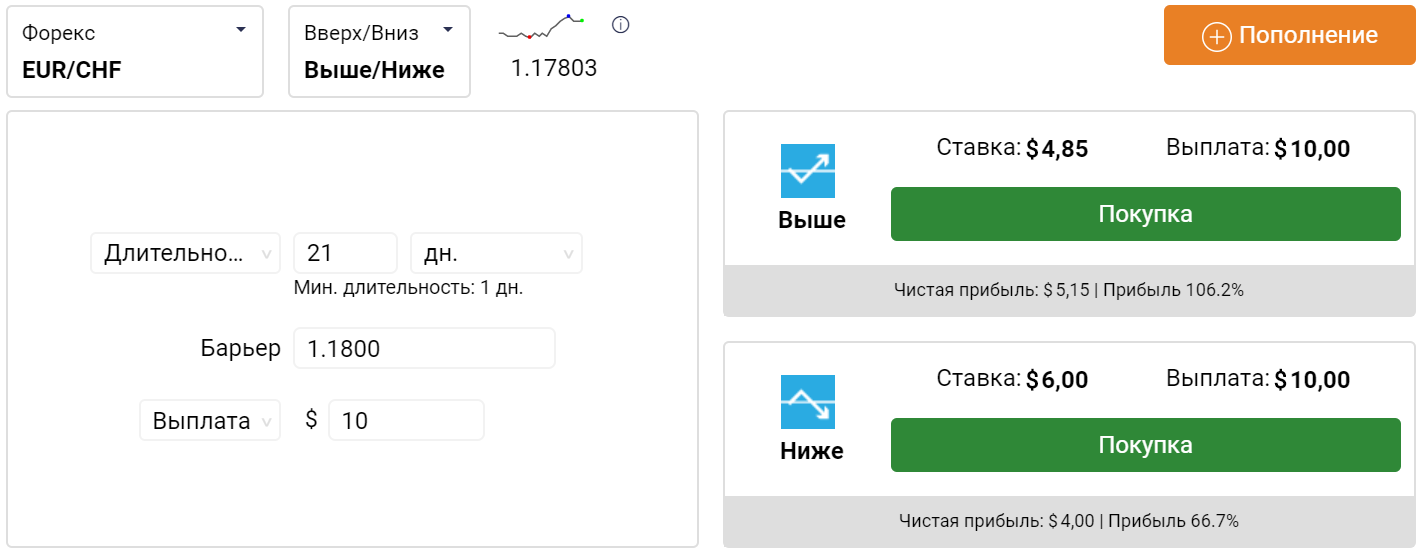 Форекс
EUR/CHF
Вверх/Вниз
Выше/Ниже
1.17803
Пополнение
Длительно...
21
дн.
Мин. длительность: 1 дн.
Барьер
1.1800
Выплата
$
10
Выше
Ставка: $ 4,85
Выплата: $ 10,00
Покупка
Чистая прибыль: $ 5,15 | Прибыль 106.2%
Ниже
Ставка: $ 6,00
Выплата: $ 10,00
Покупка
Чистая прибыль: $ 4,00 | Прибыль 66.7%